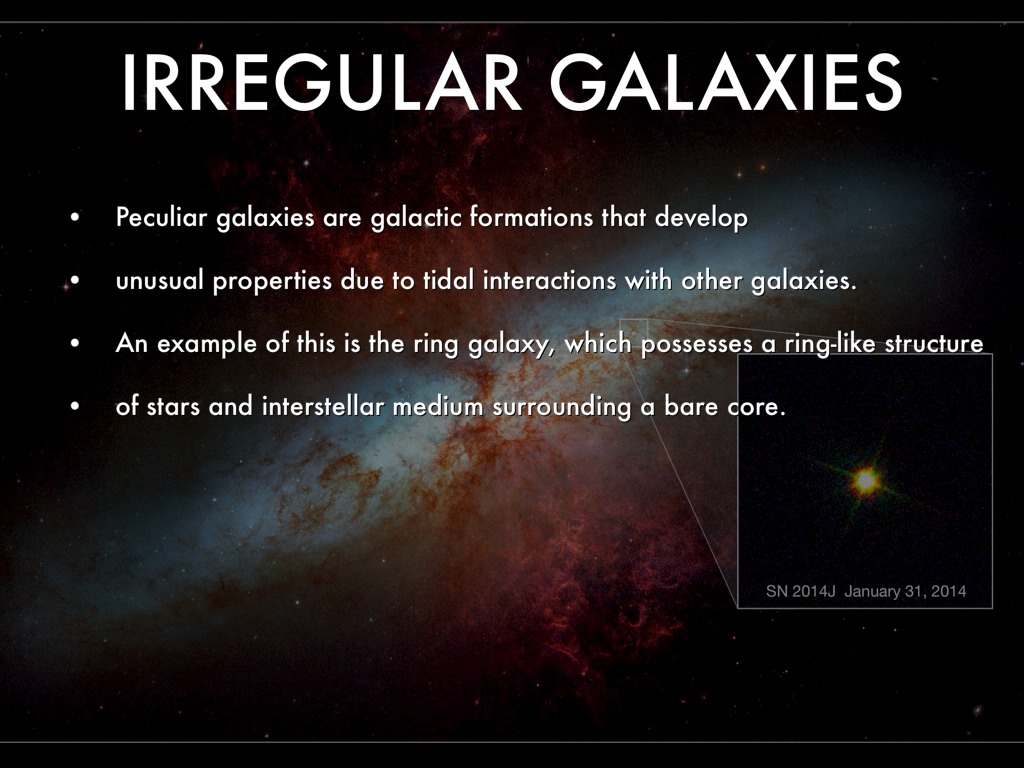 IRREGULAR GALAXIES
• Peculiar galaxies are galactic formations that develop
• unusual properties due to tidal interactions with other galaxies.
• An example of this is the ring galaxy, which possesses a ring-like structure
• of stars and interstellar medium surrounding a bare core.
SN 2014J January 31, 2014